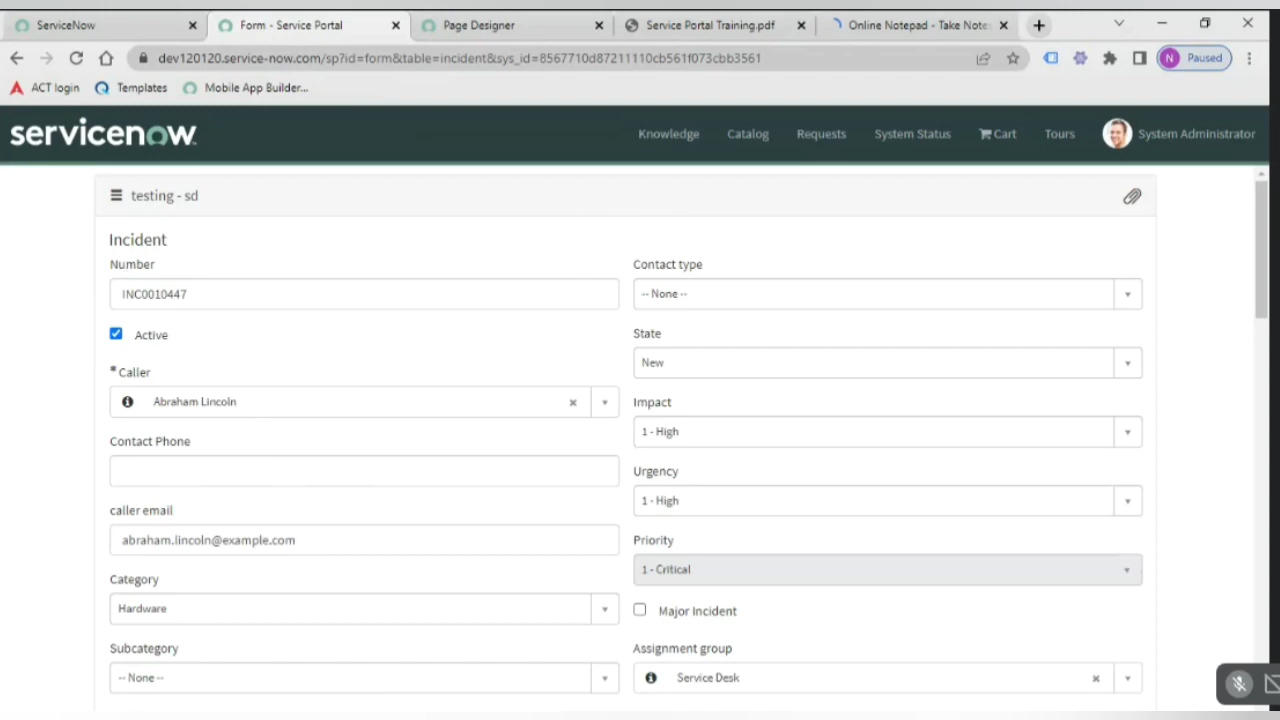 ServiceNow
Form - Service Portal
Page Designer
Service Portal Training.pdf
Online Notepad - Take Note
dev120120.service-now.com/sp?id=form&table=incident&sys_id=8567710d87211110cb561f073cbb3561
N Paused
ACT login
Templates
Mobile App Builder...
servicenow
Knowledge
Catalog
Requests
System Status
Cart
Tours
System Administrator
testing - sd
Incident
Number
INC0010447
Active
* Caller
Abraham Lincoln
Contact Phone
caller email
abraham.lincoln@example.com
Category
Hardware
Subcategory
-- None --
Contact type
-- None --
State
New
Impact
1 - High
Urgency
1 - High
Priority
1 - Critical
Major Incident
Assignment group
Service Desk